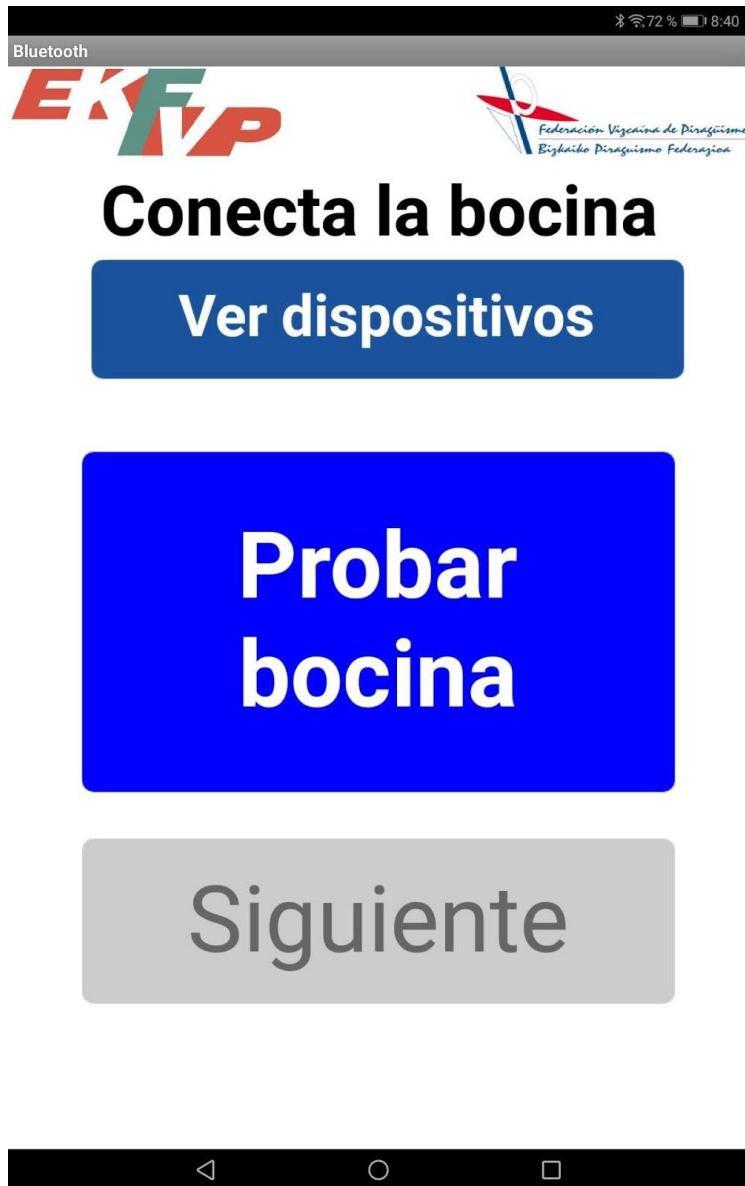 72 % 8:40
Bluetooth
EKFVP
Federación Vizcaína de Piragüismo
Bizkaiko Piraguismo Federazioa
Conecta la bocina
Ver dispositivos
Probar
bocina
Siguiente